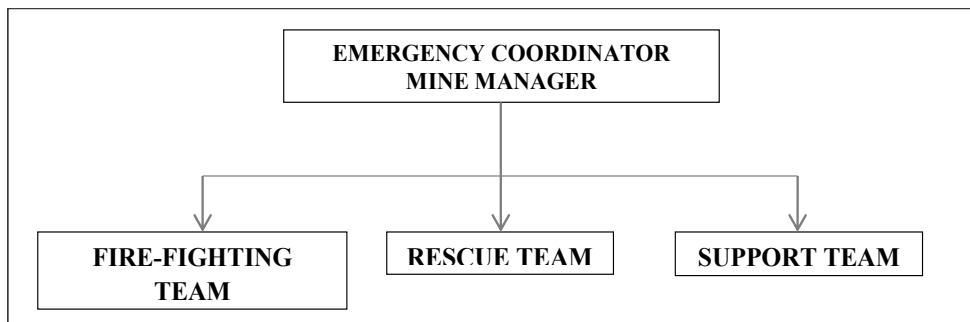 EMERGENCY COORDINATOR
MINE MANAGER
FIRE-FIGHTING
TEAM
RESCUE TEAM
SUPPORT TEAM